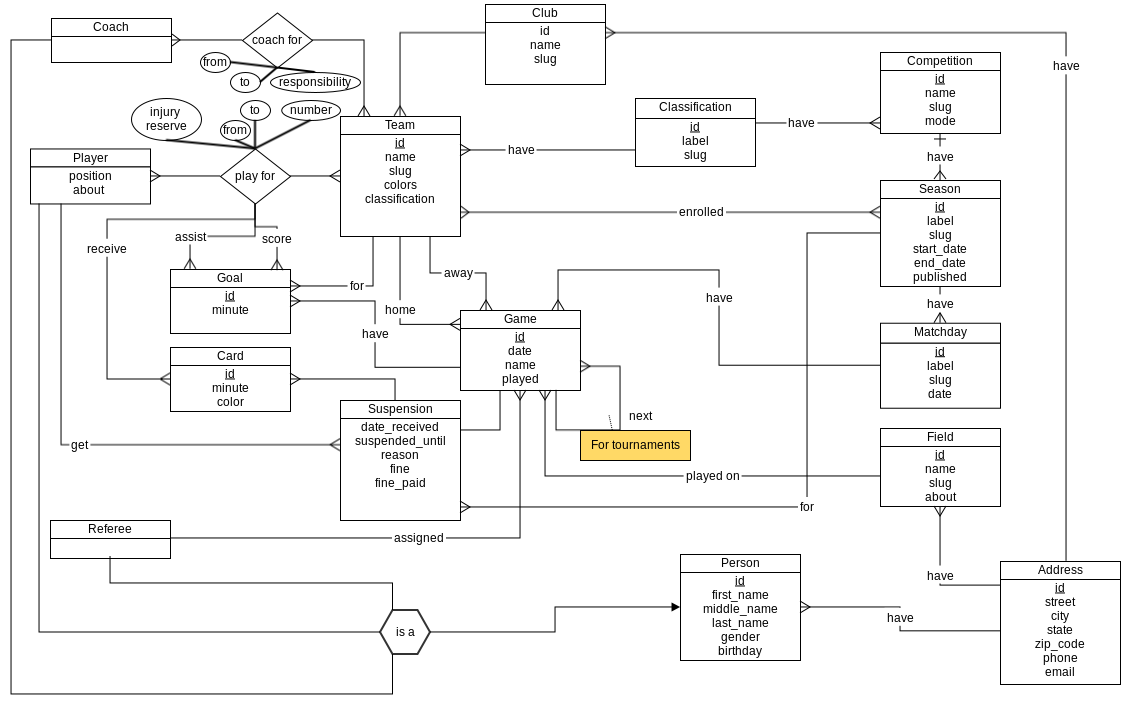 Coach
coach for
from
to
responsibility
Club
id
name
slug
have
Competition
id
name
slug
mode
Classification
id
label
slug
have
have
injury
reserve
from
to
number
Player
position
about
play for
Team
id
name
slug
colors
classification
have
Season
id
label
slug
start_date
end_date
published
enrolled
receive
assist
score
Goal
id
minute
for
away
home
have
have
have
Game
id
date
name
played
Matchday
id
label
slug
date
Card
id
minute
color
Suspension
date_received
suspended_until
reason
fine
fine_paid
next
For tournaments
get
played on
Field
id
name
slug
about
for
Referee
assigned
is a
Person
id
first_name
middle_name
last_name
gender
birthday
have
have
Address
id
street
city
state
zip_code
phone
email